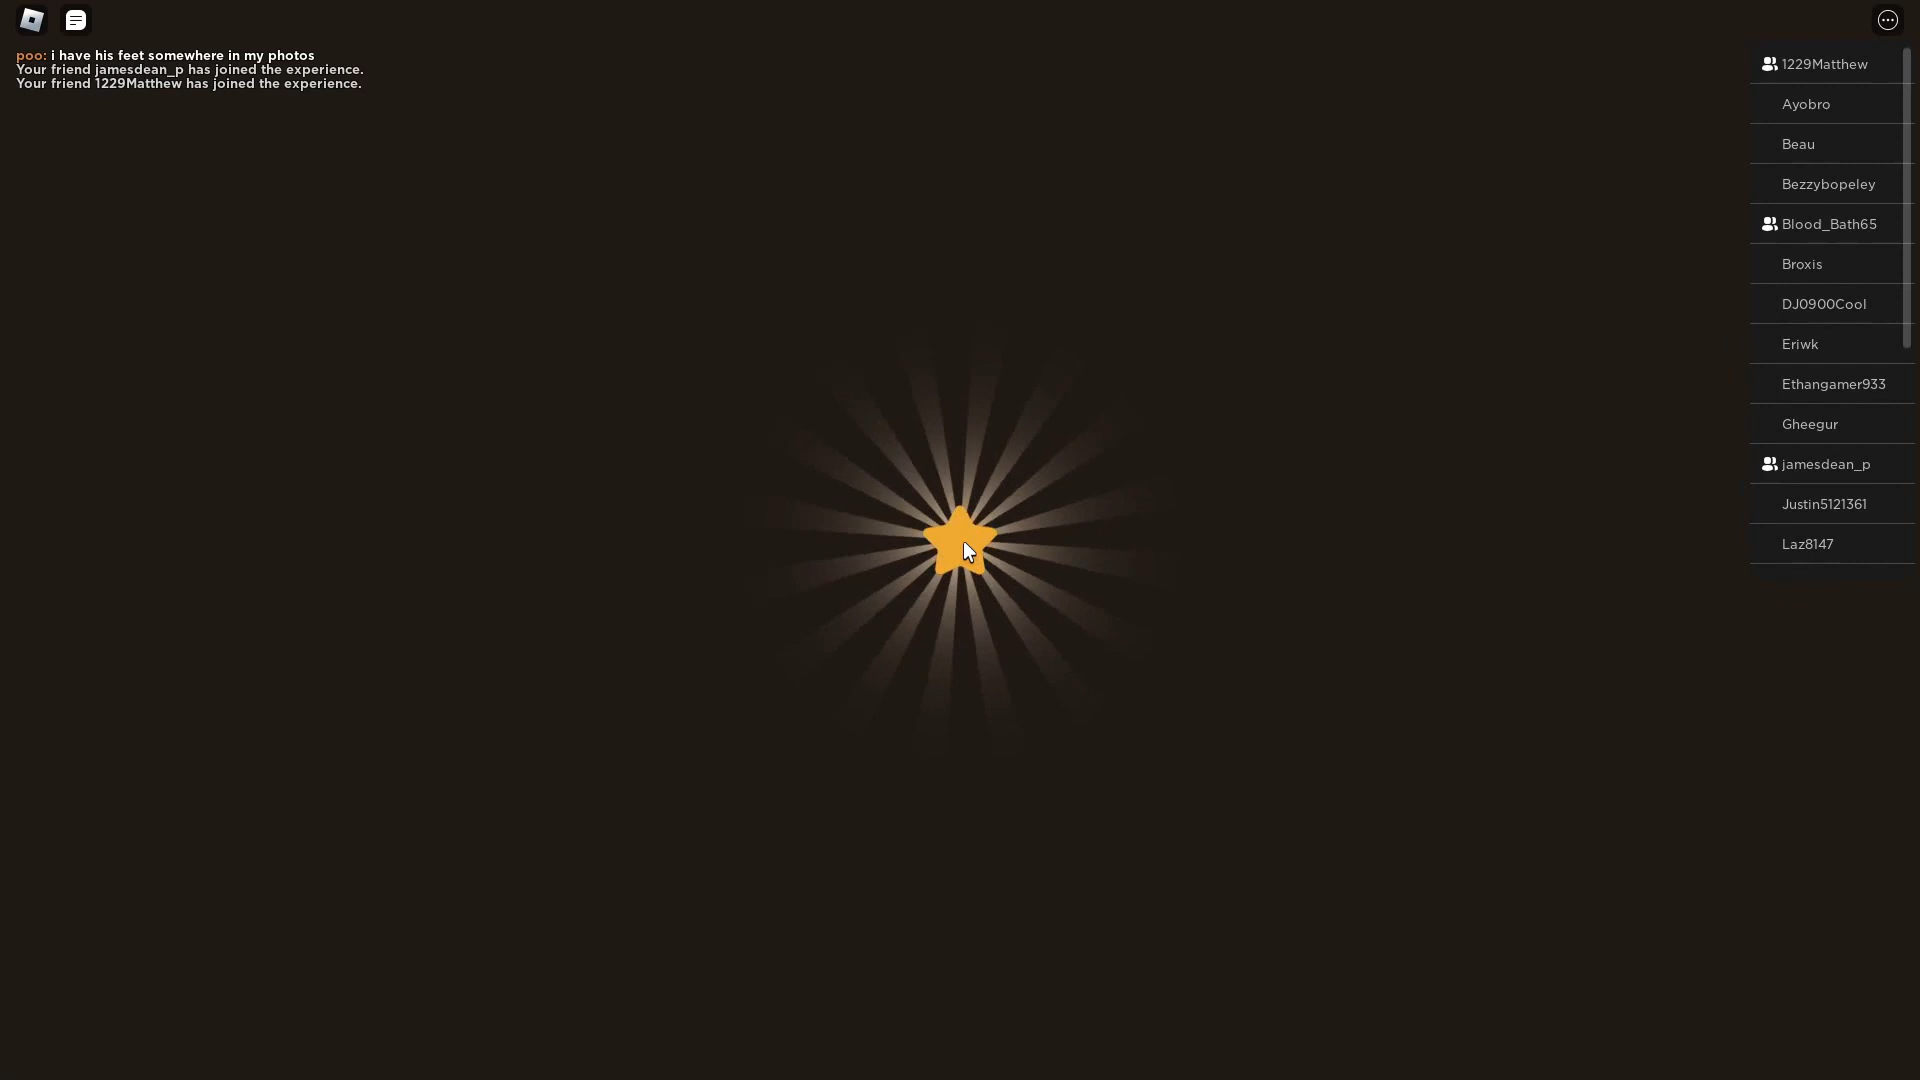 poo: i have his feet somewhere in my photos
Your friend jamesdean_p has joined the experience.
Your friend 1229Matthew has joined the experience.
1229Matthew
Ayobro
Beau
Bezzybopeley
Blood_Bath65
Broxis
DJ0900Cool
Eriwk
Ethangamer933
Gheegur
jamesdean_p
Justin5121361
Laz8147